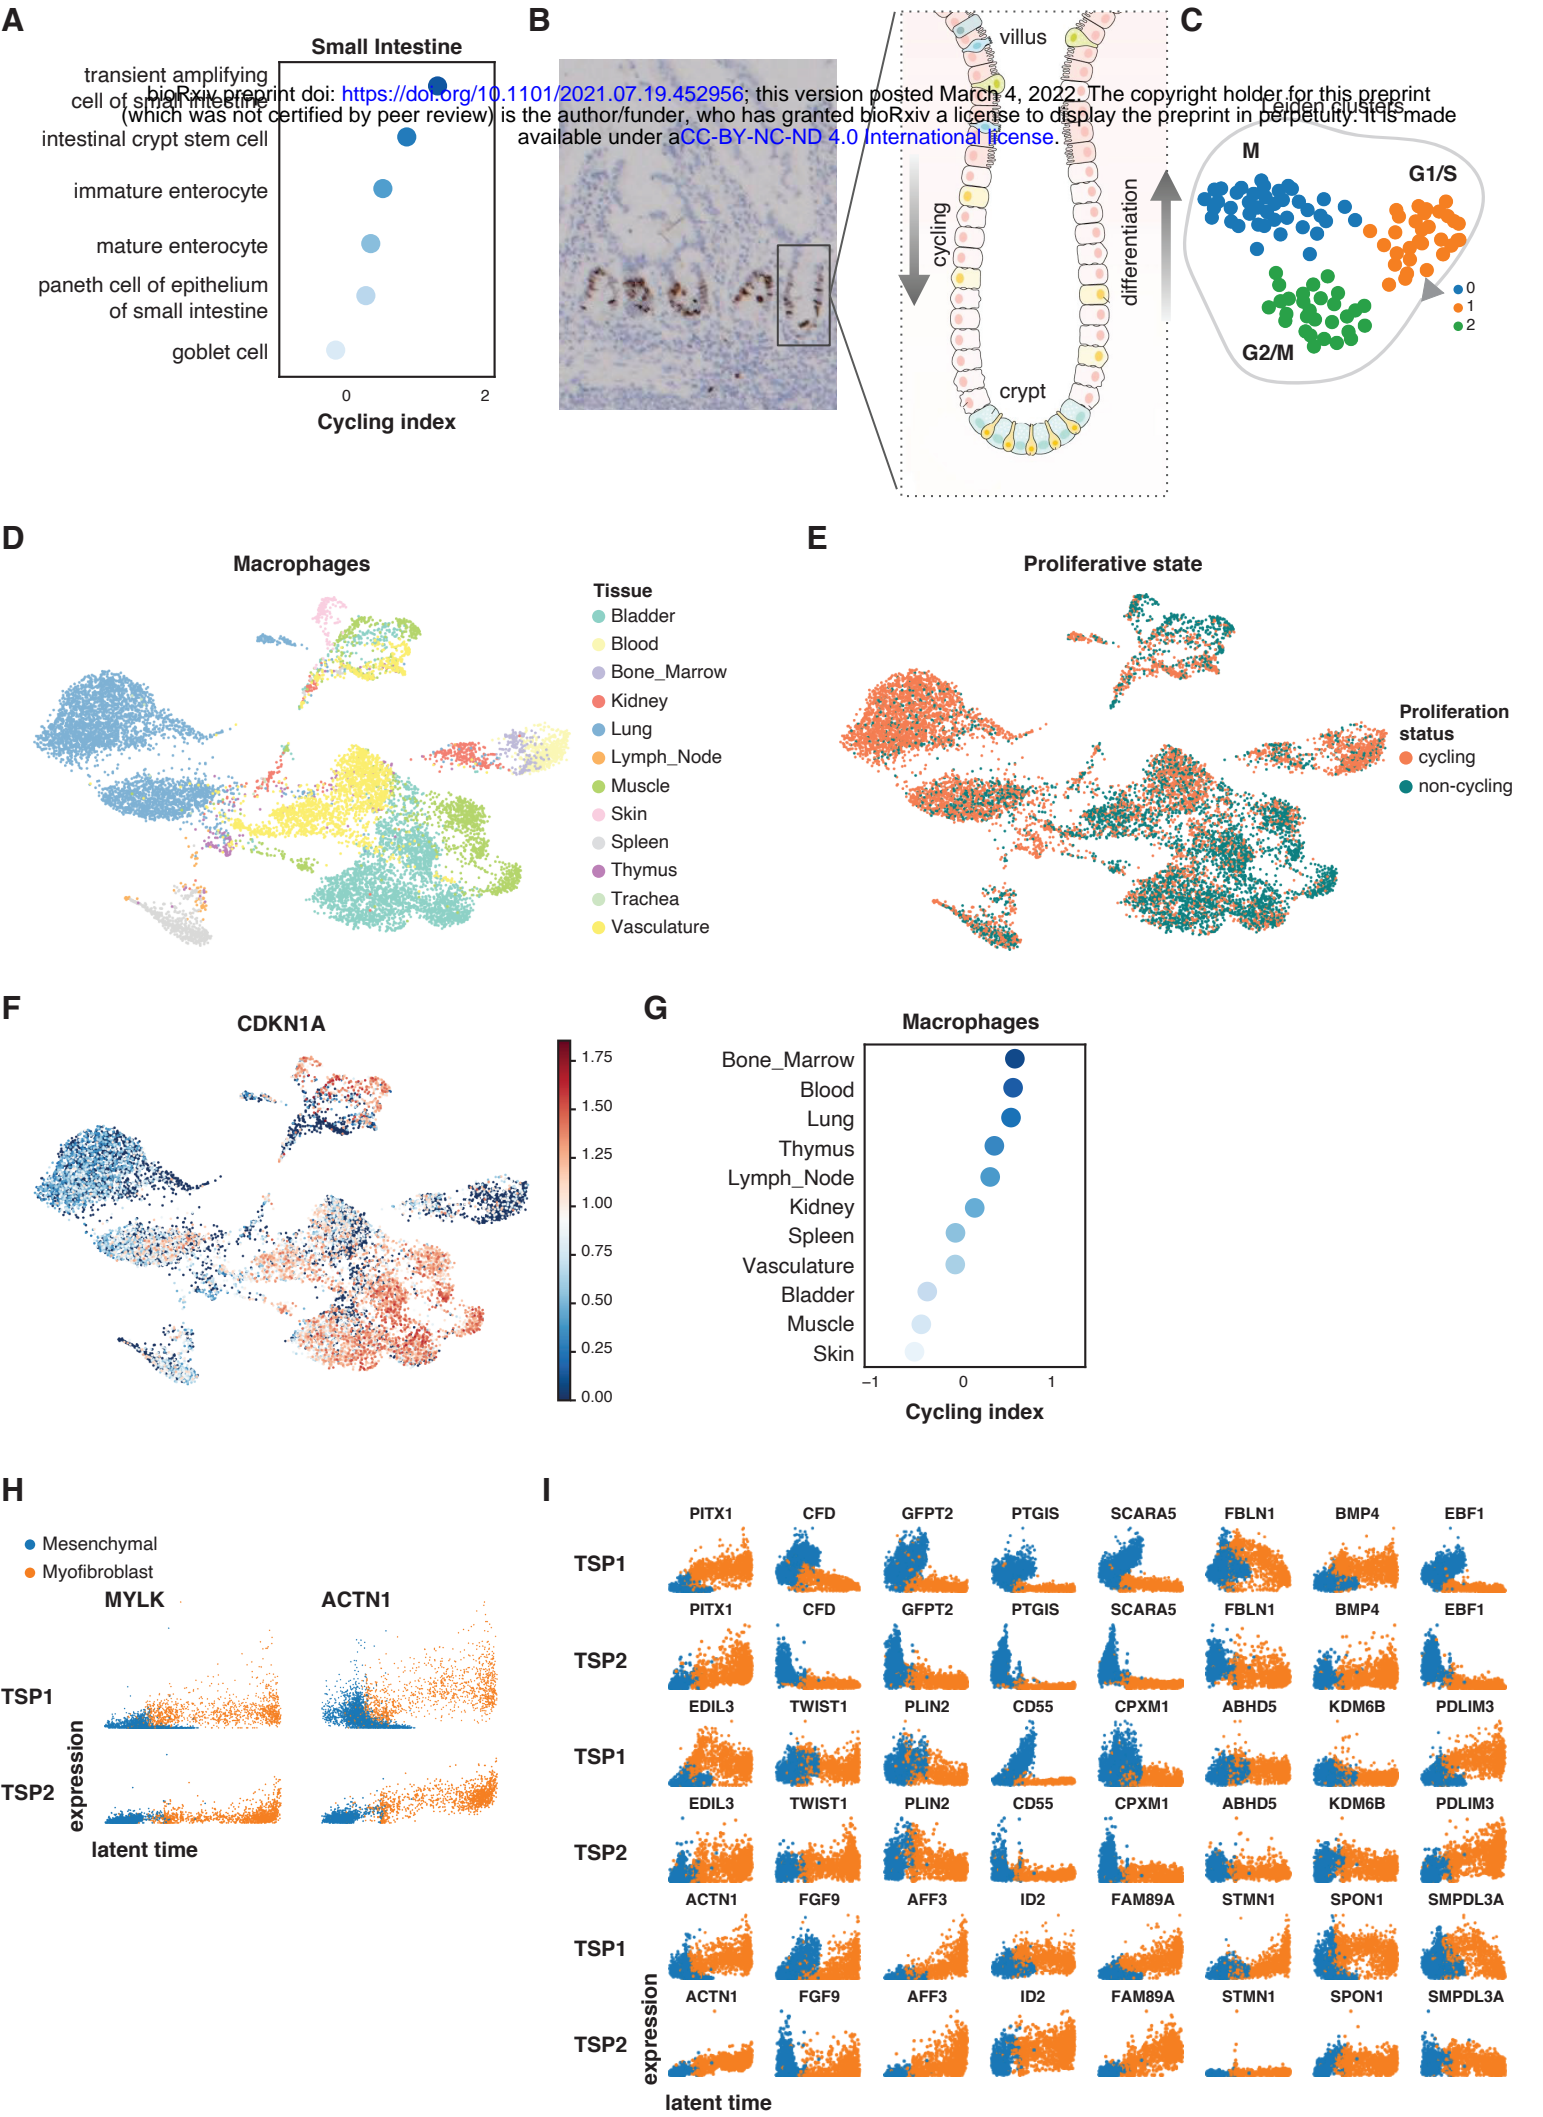 A
B
C
Small Intestine
transient amplifying
cell of small intestine
intestinal crypt stem cell
immature enterocyte
mature enterocyte
paneth cell of epithelium
of small intestine
goblet cell
0
2
Cycling index
bioRxiv preprint doi: https://doi.org/10.1101/2021.07.19.452956; this version posted March 4, 2022. The copyright holder for this preprint
(which was not certified by peer review) is the author/funder, who has granted bioRxiv a license to display the preprint in perpetuity. It is made
available under aCC-BY-NC-ND 4.0 International license.
villus
cycling
differentiation
crypt
Leiden clusters
M
G1/S
G2/M
0
1
2
D
Macrophages
Tissue
Bladder
Blood
Bone_Marrow
Kidney
Lung
Lymph_Node
Muscle
Skin
Spleen
Thymus
Trachea
Vasculature
E
Proliferative state
Proliferation
status
cycling
non-cycling
F
CDKN1A
1.75
1.50
1.25
1.00
0.75
0.50
0.25
0.00
G
Macrophages
Bone_Marrow
Blood
Lung
Thymus
Lymph_Node
Kidney
Spleen
Vasculature
Bladder
Muscle
Skin
−1 0 1
Cycling index
H
Mesenchymal
Myofibroblast
MYLK ACTN1
TSP1
TSP2
expression
latent time
I
PITX1 CFD GFPT2 PTGIS SCARA5 FBLN1 BMP4 EBF1
TSP1
PITX1 CFD GFPT2 PTGIS SCARA5 FBLN1 BMP4 EBF1
TSP2
EDIL3 TWIST1 PLIN2 CD55 CPXM1 ABHD5 KDM6B PDLIM3
TSP1
EDIL3 TWIST1 PLIN2 CD55 CPXM1 ABHD5 KDM6B PDLIM3
TSP2
ACTN1 FGF9 AFF3 ID2 FAM89A STMN1 SPON1 SMPDL3A
TSP1
ACTN1 FGF9 AFF3 ID2 FAM89A STMN1 SPON1 SMPDL3A
TSP2
expression
latent time